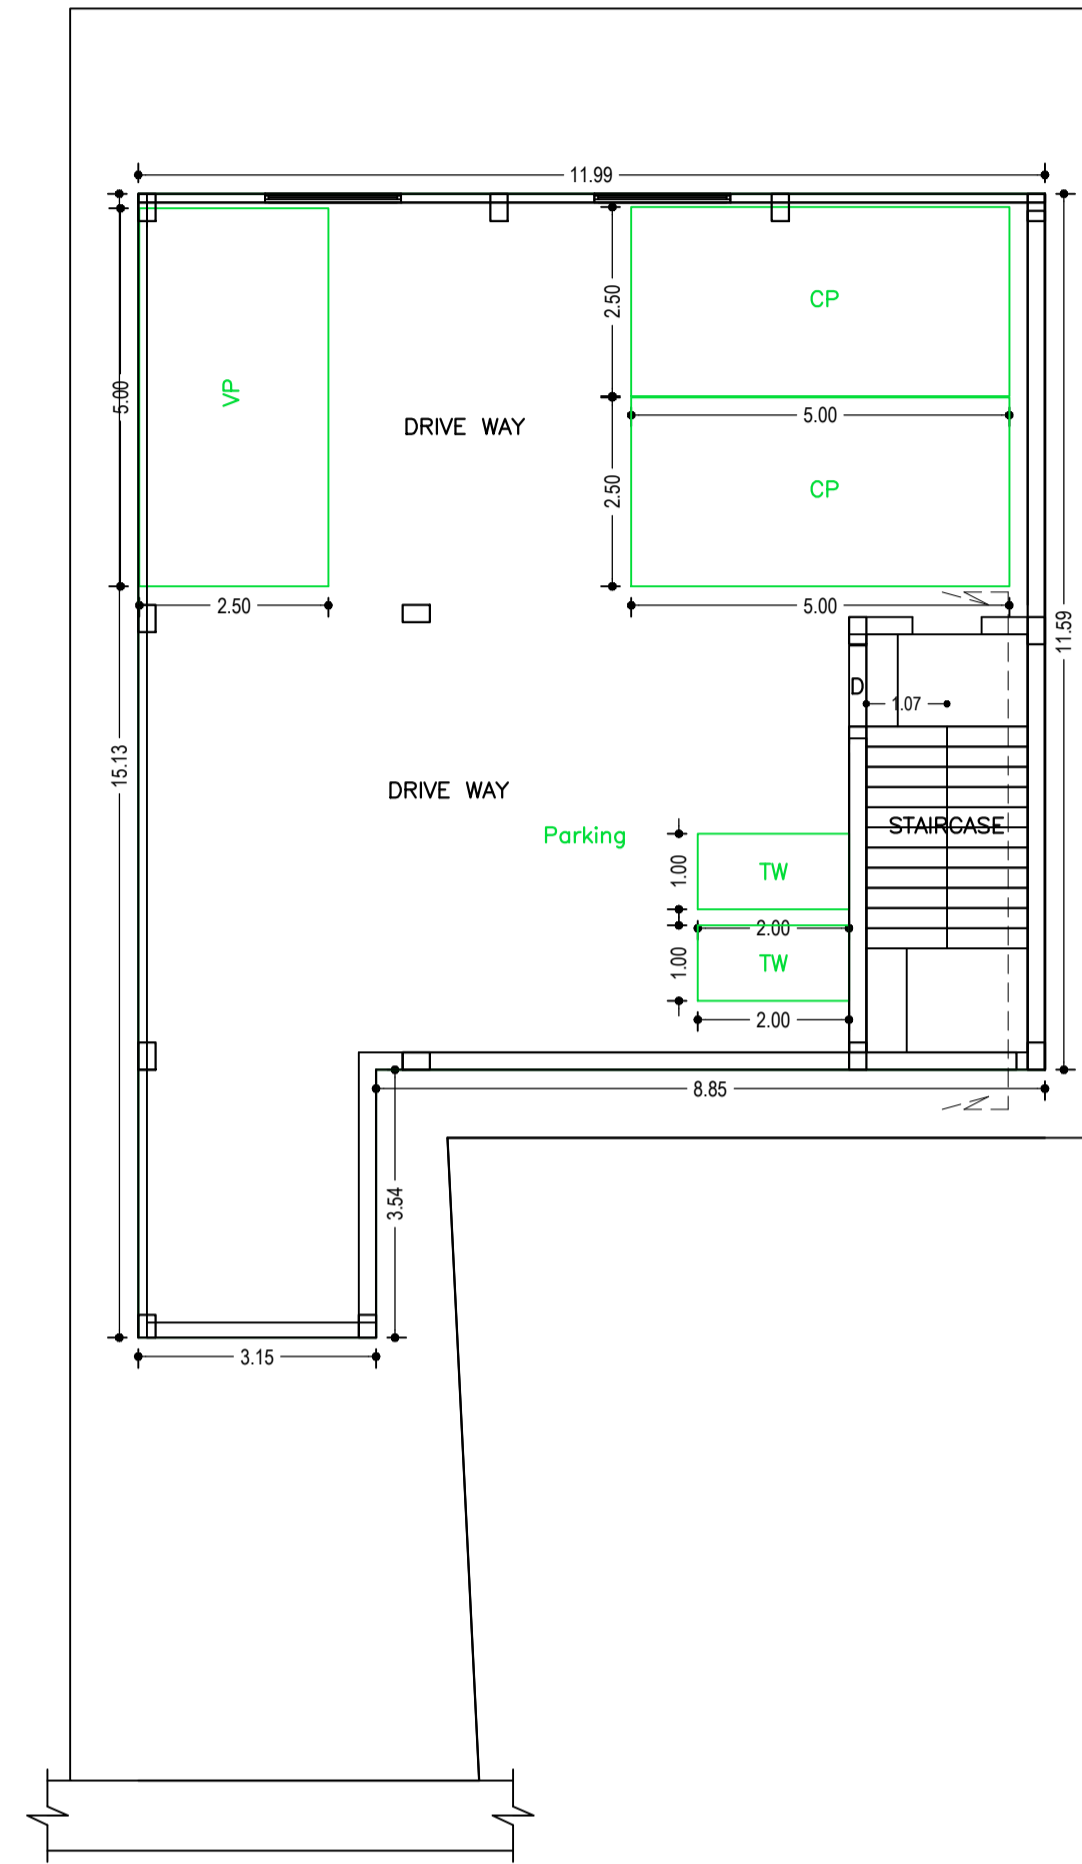 11.99
2.50
CP
5.00
VP
5.00
DRIVE WAY
2.50
CP
2.50
5.00
11.59
D
1.07
15.13
DRIVE WAY
Parking
STAIRCASE
1.00
TW
2.00
1.00
TW
2.00
8.85
3.54
3.15